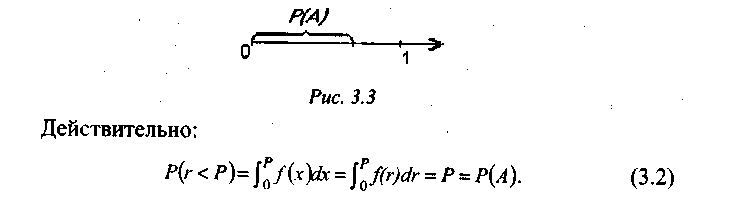 P(A)
0 1
Рис. 3.3
Действительно:
P(r < P)=∫₀ᴾ f(x)dx=∫₀ᴾ f(r)dr = P = P(A). (3.2)